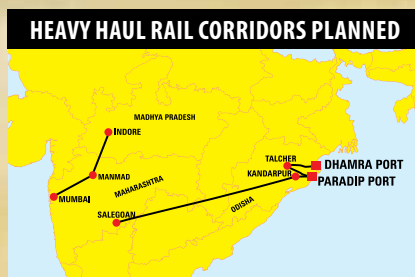 HEAVY HAUL RAIL CORRIDORS PLANNED
MADHYA PRADESH
INDORE
TALCHER
DHAMRA PORT
KANDARPUR
PARADIP PORT
MANMAD
MAHARASHTRA
MUMBAI
ODISHA
SALEGOAN